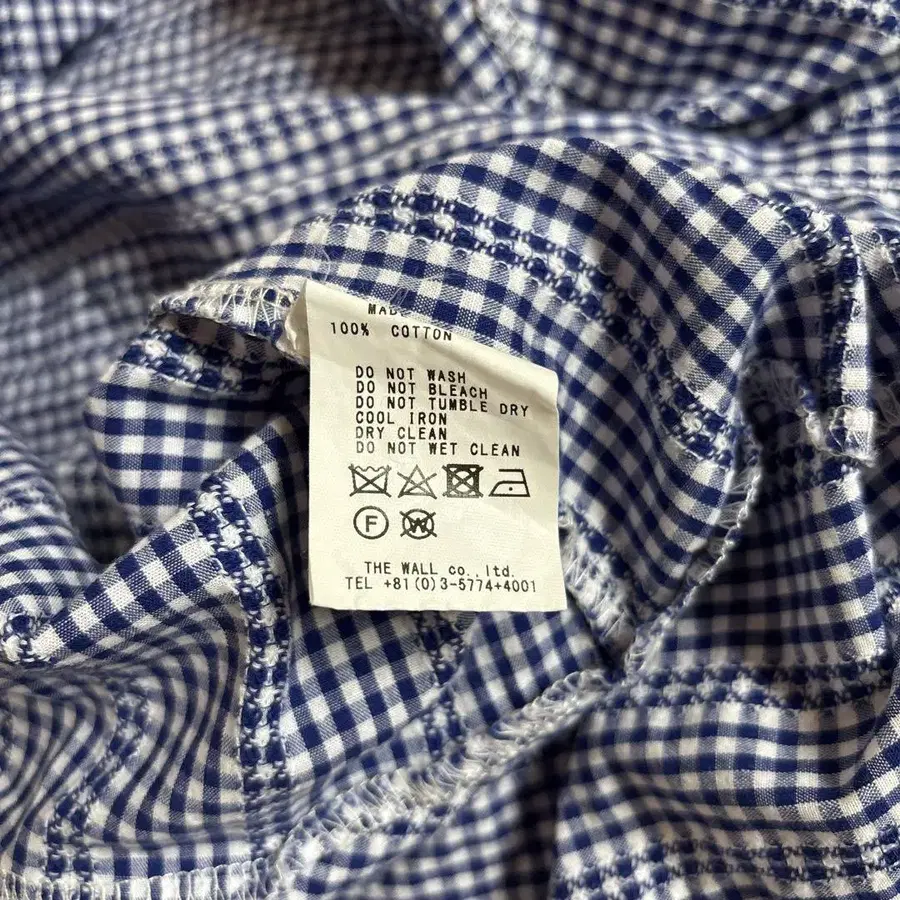 100% COTTON
DO NOT WASH
DO NOT BLEACH
DO NOT TUMBLE DRY
COOL IRON
DRY CLEAN
DO NOT WET CLEAN
F W
THE WALL co., ltd.
TEL +81(0)3-5774+4001